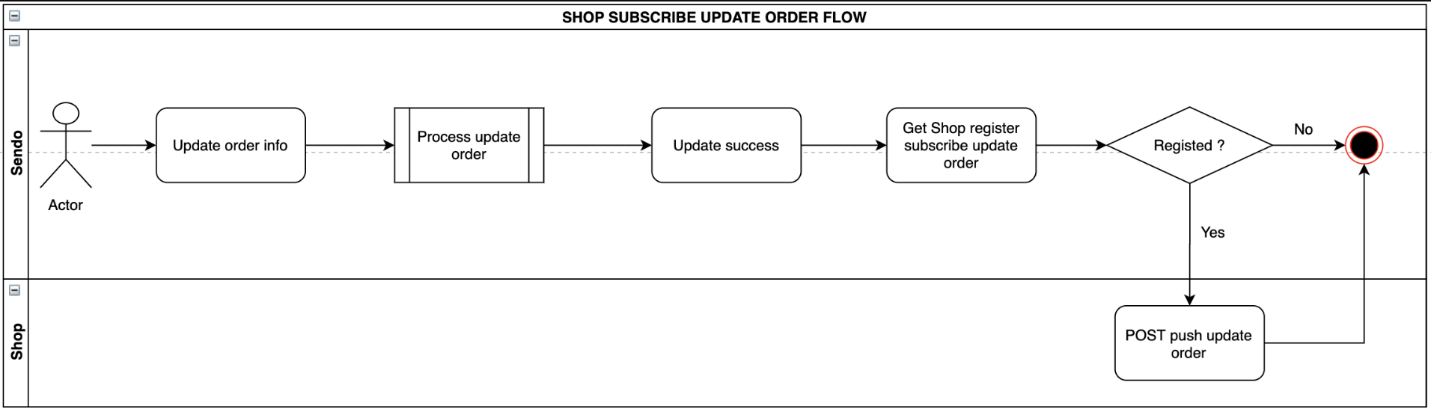 SHOP SUBSCRIBE UPDATE ORDER FLOW
Sendo
Actor
Update order info
Process update
order
Update success
Get Shop register
subscribe update
order
Registed ?
No
Yes
Shop
POST push update
order